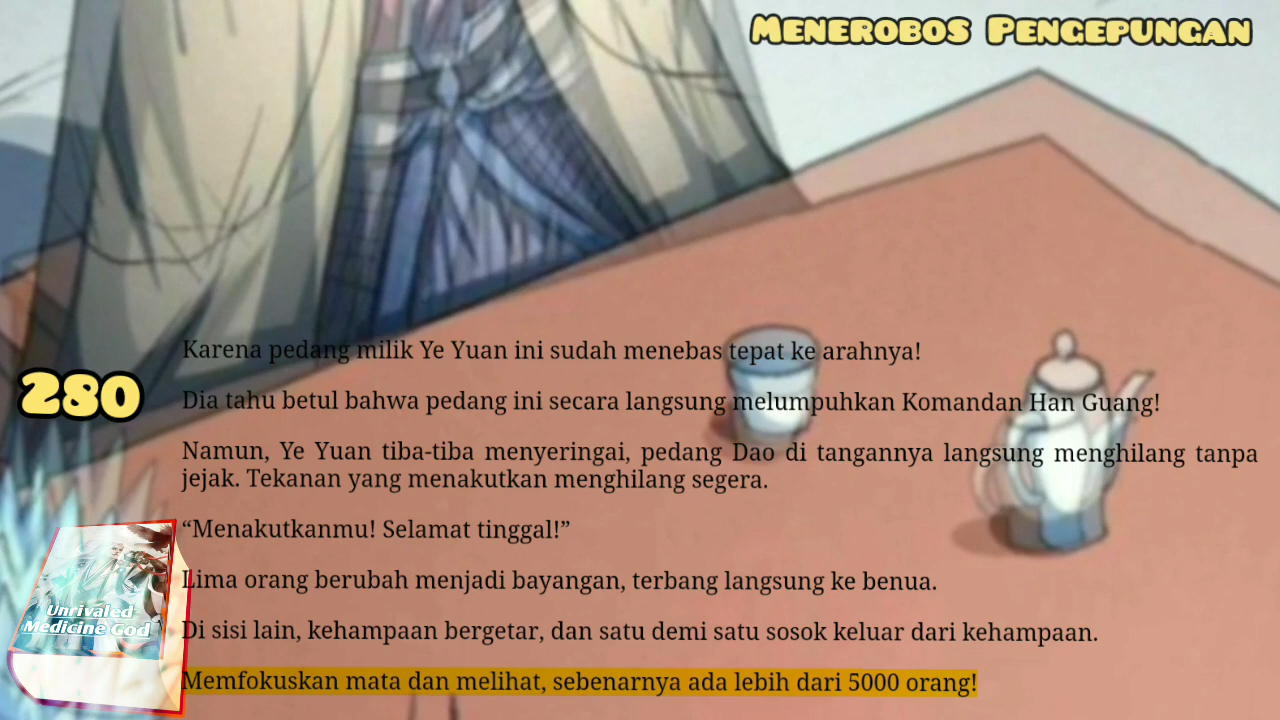 Menerobos Pengepungan
Karena pedang milik Ye Yuan ini sudah menebas tepat ke arahnya!
280
Dia tahu betul bahwa pedang ini secara langsung melumpuhkan Komandan Han Guang!
Namun, Ye Yuan tiba-tiba menyeringai, pedang Dao di tangannya langsung menghilang tanpa
jejak. Tekanan yang menakutkan menghilang segera.
“Menakutkanmu! Selamat tinggal!”
Lima orang berubah menjadi bayangan, terbang langsung ke benua.
Unrivaled
Medicine God
Di sisi lain, kehampaan bergetar, dan satu demi satu sosok keluar dari kehampaan.
Memfokuskan mata dan melihat, sebenarnya ada lebih dari 5000 orang!